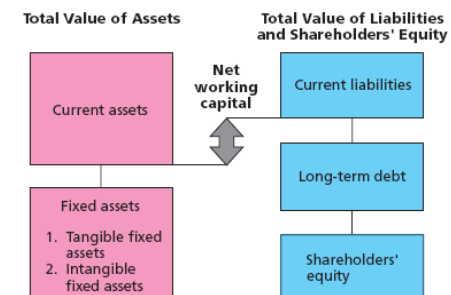 Total Value of Assets
Total Value of Liabilities
and Shareholders' Equity
Current assets
Net
working
capital
Current liabilities
Long-term debt
Fixed assets
1. Tangible fixed
assets
2. Intangible
fixed assets
Shareholders'
equity